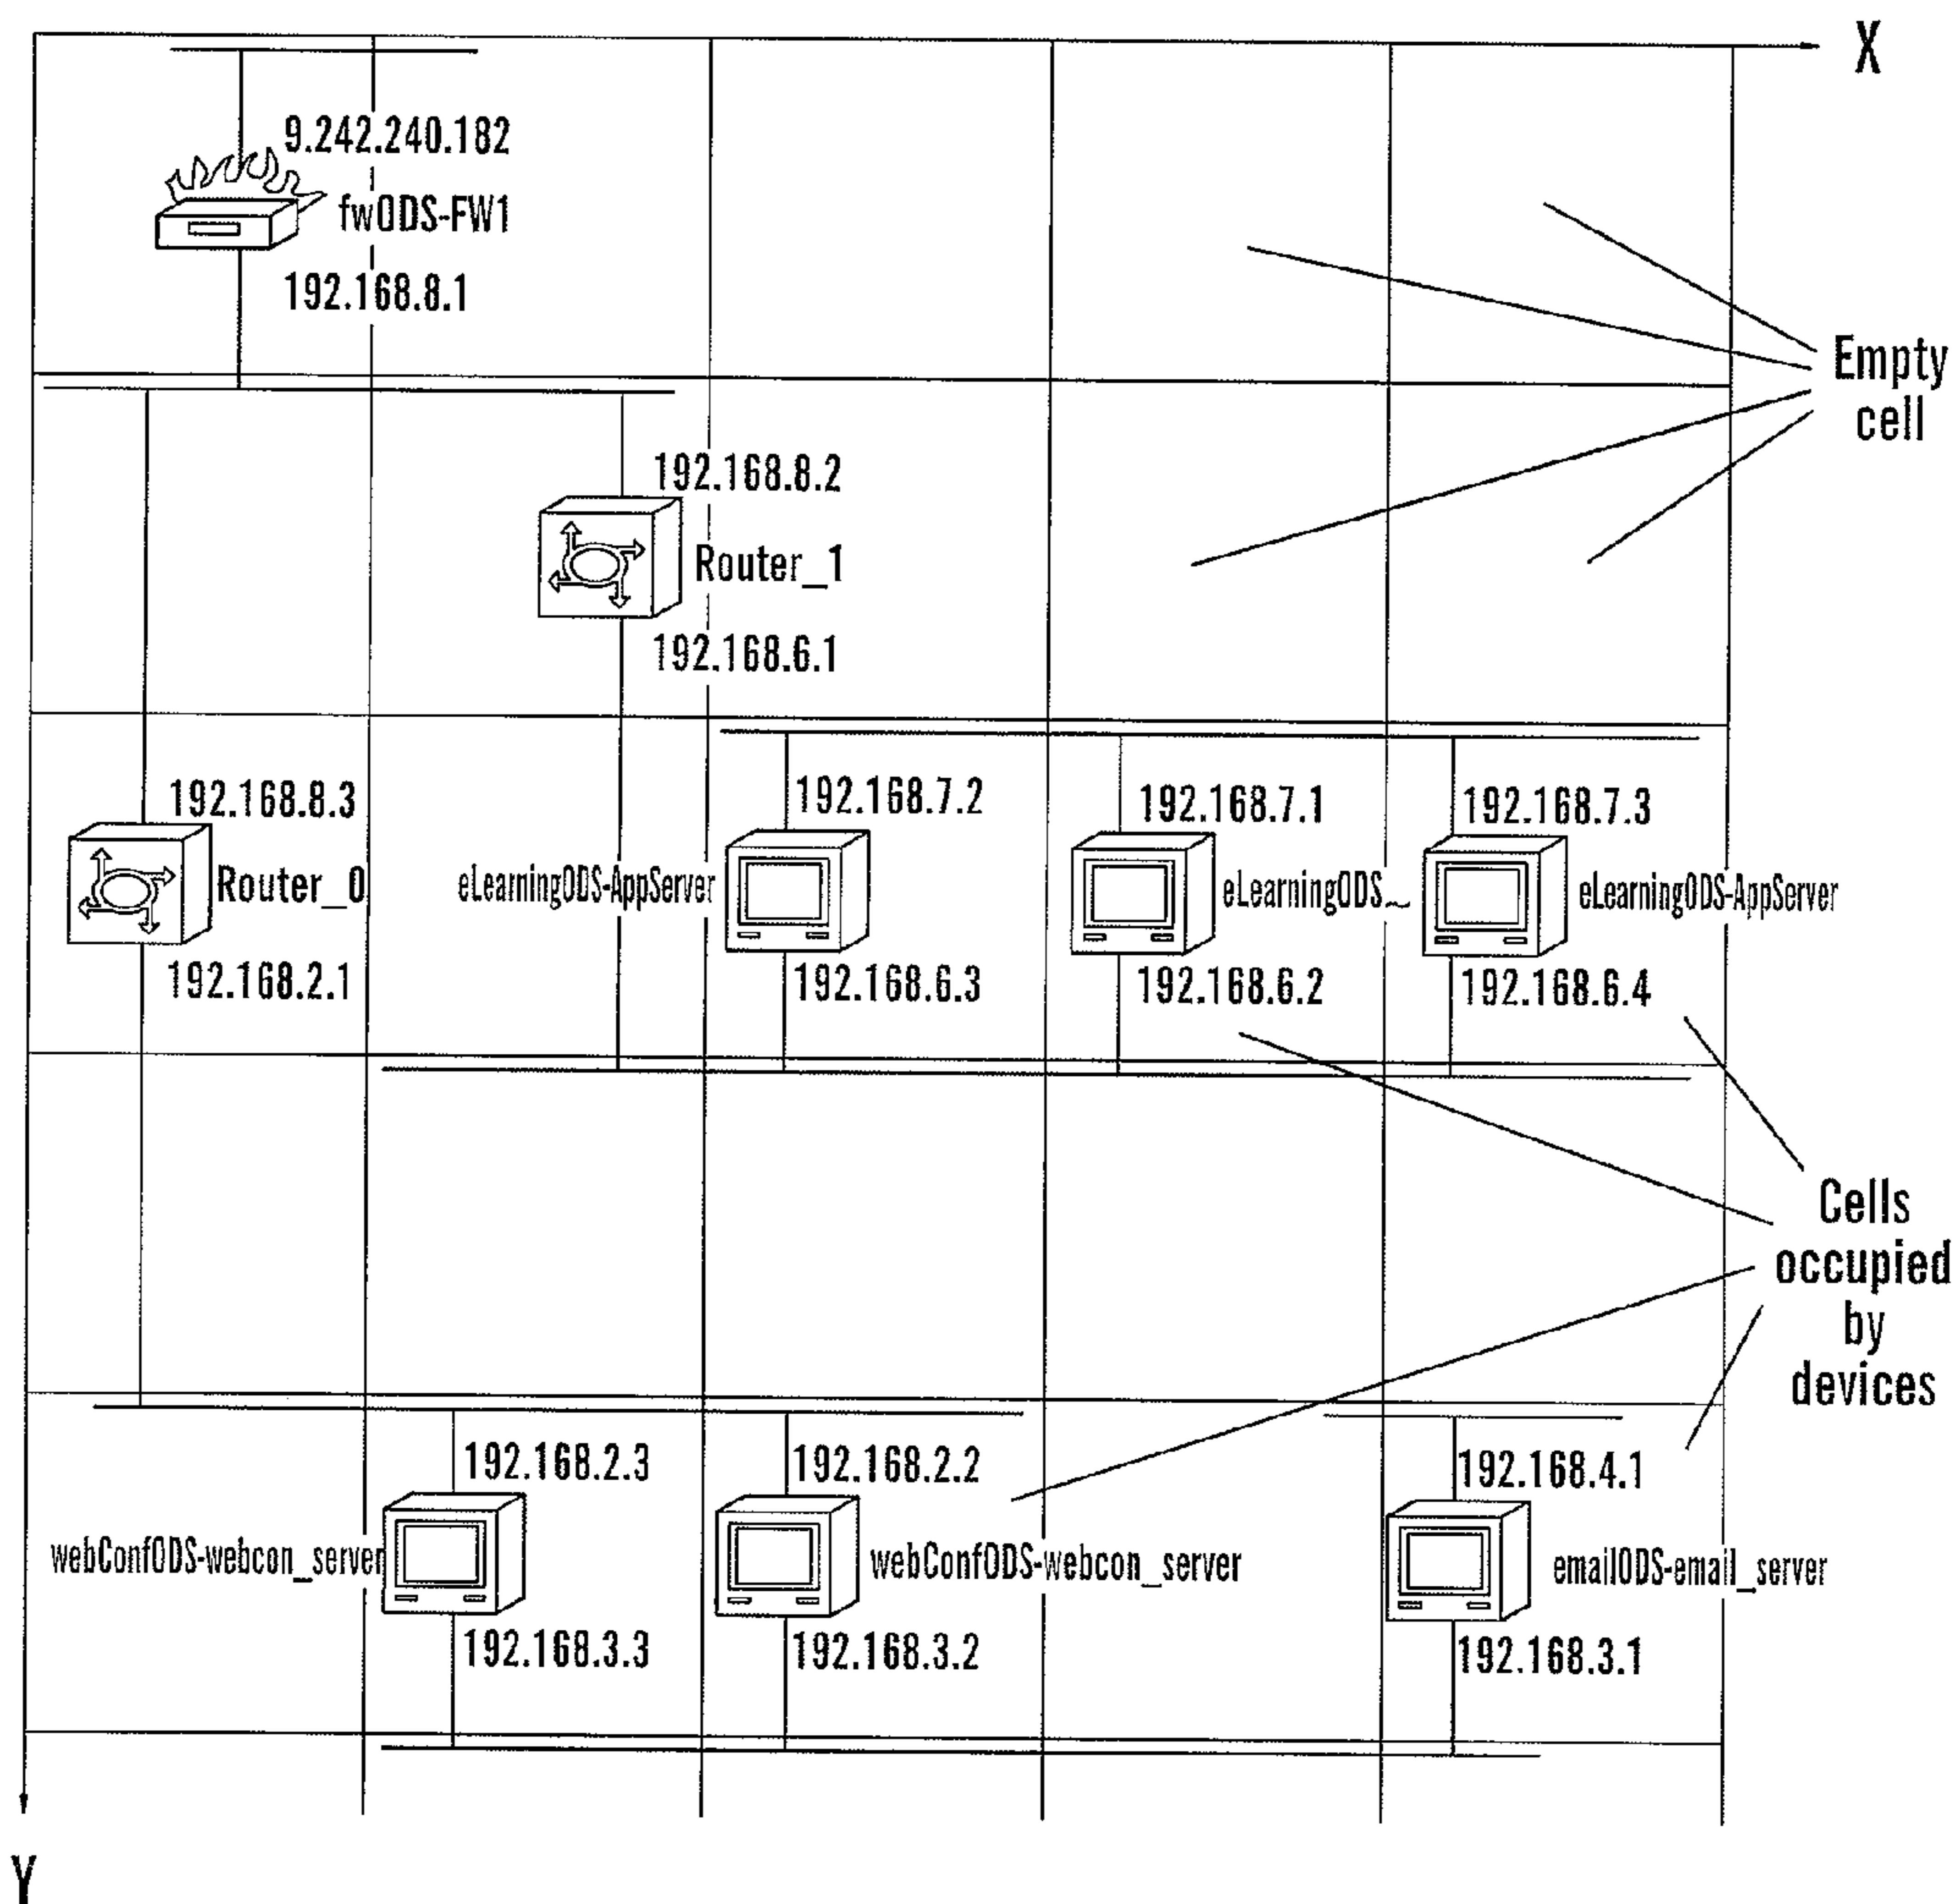 X
9.242.240.182
fwODS-FW1
192.168.8.1
Empty
cell
192.168.8.2
Router_1
192.168.6.1
192.168.8.3
Router_0
192.168.2.1
192.168.7.2
eLearningODS-AppServer
192.168.6.3
192.168.7.1
eLearningODS~
192.168.6.2
192.168.7.3
eLearningODS-AppServer
192.168.6.4
Cells
occupied
by
devices
192.168.2.3
webConfODS-webcon_server
192.168.3.3
192.168.2.2
webConfODS-webcon_server
192.168.3.2
192.168.4.1
emailODS-email_server
192.168.3.1
Y